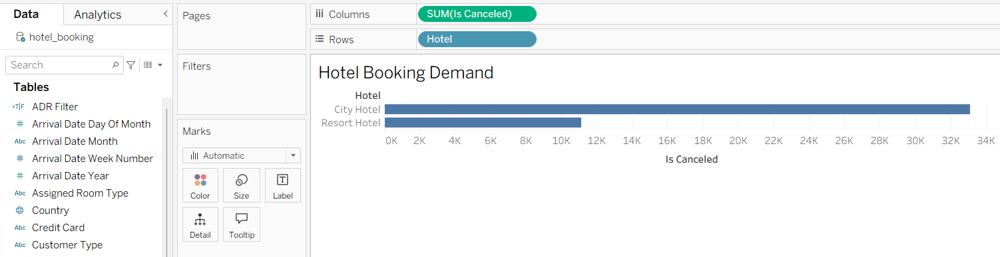 Data Analytics <
hotel_booking
Search
Tables
=T|F ADR Filter
# Arrival Date Day Of Month
Abc Arrival Date Month
# Arrival Date Week Number
# Arrival Date Year
Abc Assigned Room Type
Country
Abc Credit Card
Abc Customer Type
Pages
Filters
Marks
Automatic
Color Size Label
Detail Tooltip
Columns SUM(Is Canceled)
Rows Hotel
Hotel Booking Demand
Hotel
City Hotel
Resort Hotel
0K 2K 4K 6K 8K 10K 12K 14K 16K 18K 20K 22K 24K 26K 28K 30K 32K 34K
Is Canceled